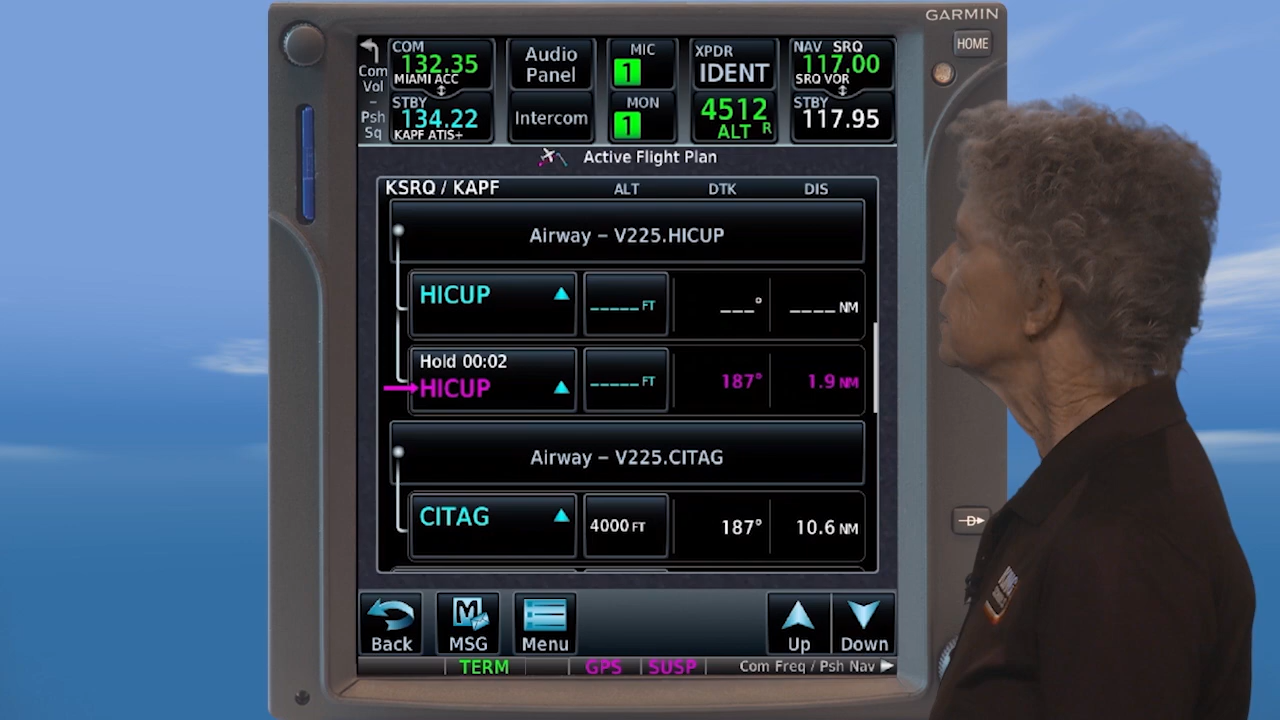 GARMIN
HOME
Com
Vol
–
Psh
Sq
COM
132.35
MIAMI ACC
STBY
134.22
KAPF ATIS+
Audio
Panel
Intercom
MIC
1
MON
1
XPDR
IDENT
4512
ALT R
NAV SRQ
117.00
SRQ VOR
STBY
117.95
Active Flight Plan
KSRQ / KAPF ALT DTK DIS
Airway – V225.HICUP
HICUP _____FT ___° ____NM
Hold 00:02
HICUP _____FT 187° 1.9 NM
Airway – V225.CITAG
CITAG 4000 FT 187° 10.6 NM
D
Back MSG Menu Up Down
TERM GPS SUSP Com Freq / Psh Nav